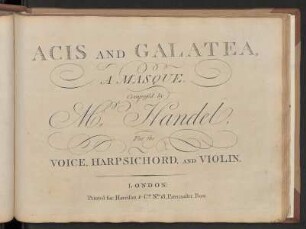 ACIS AND GALATEA,
A MASQUE.
Composed by
Mr. Handel,
For the
VOICE, HARPSICHORD, AND VIOLIN.
LONDON:
Printed for Harrison & Co. No. 18, Paternoster Row.